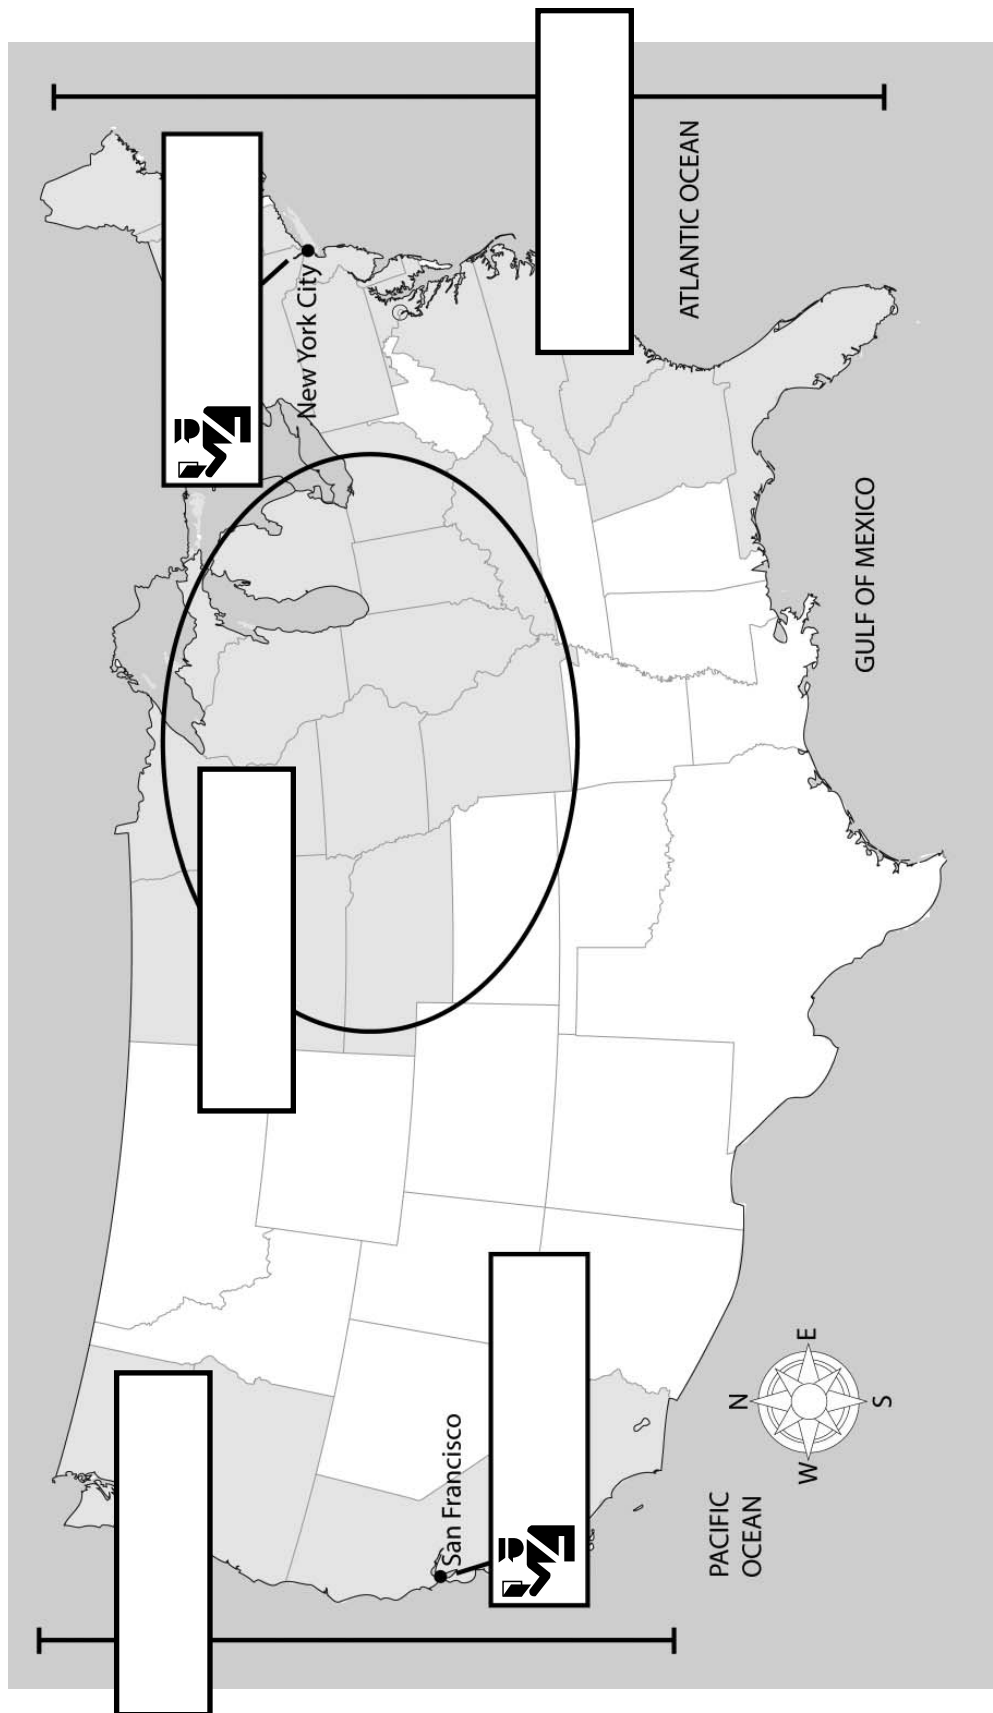 New York City
ATLANTIC OCEAN
GULF OF MEXICO
San Francisco
PACIFIC
OCEAN
N
E
S
W